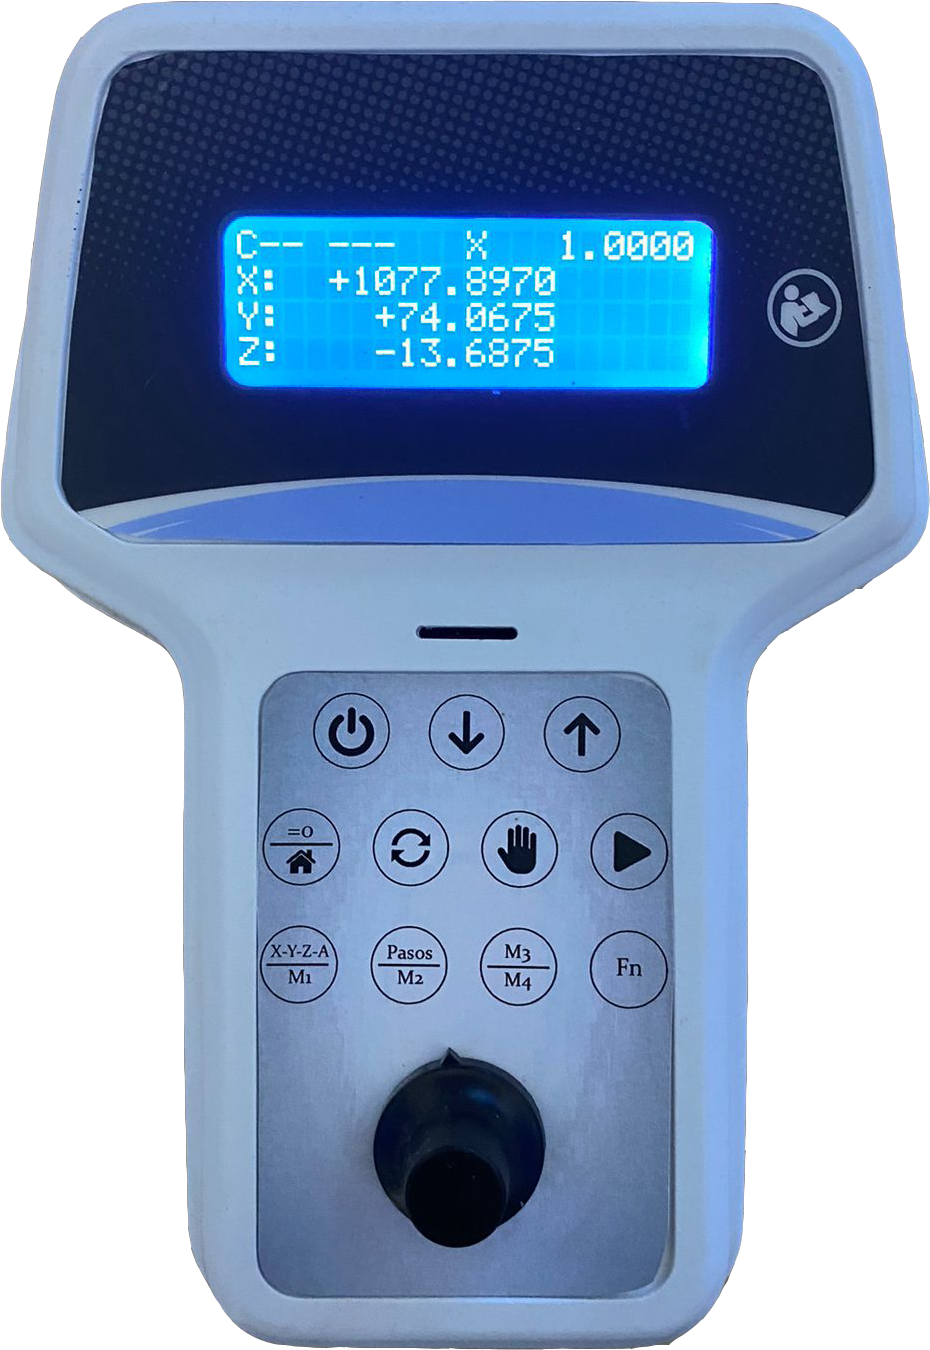 C-- --- X 1.0000
X: +1077.8970
Y: +74.0675
Z: -13.6875
=0
X-Y-Z-A
M1
Pasos
M2
M3
M4
Fn